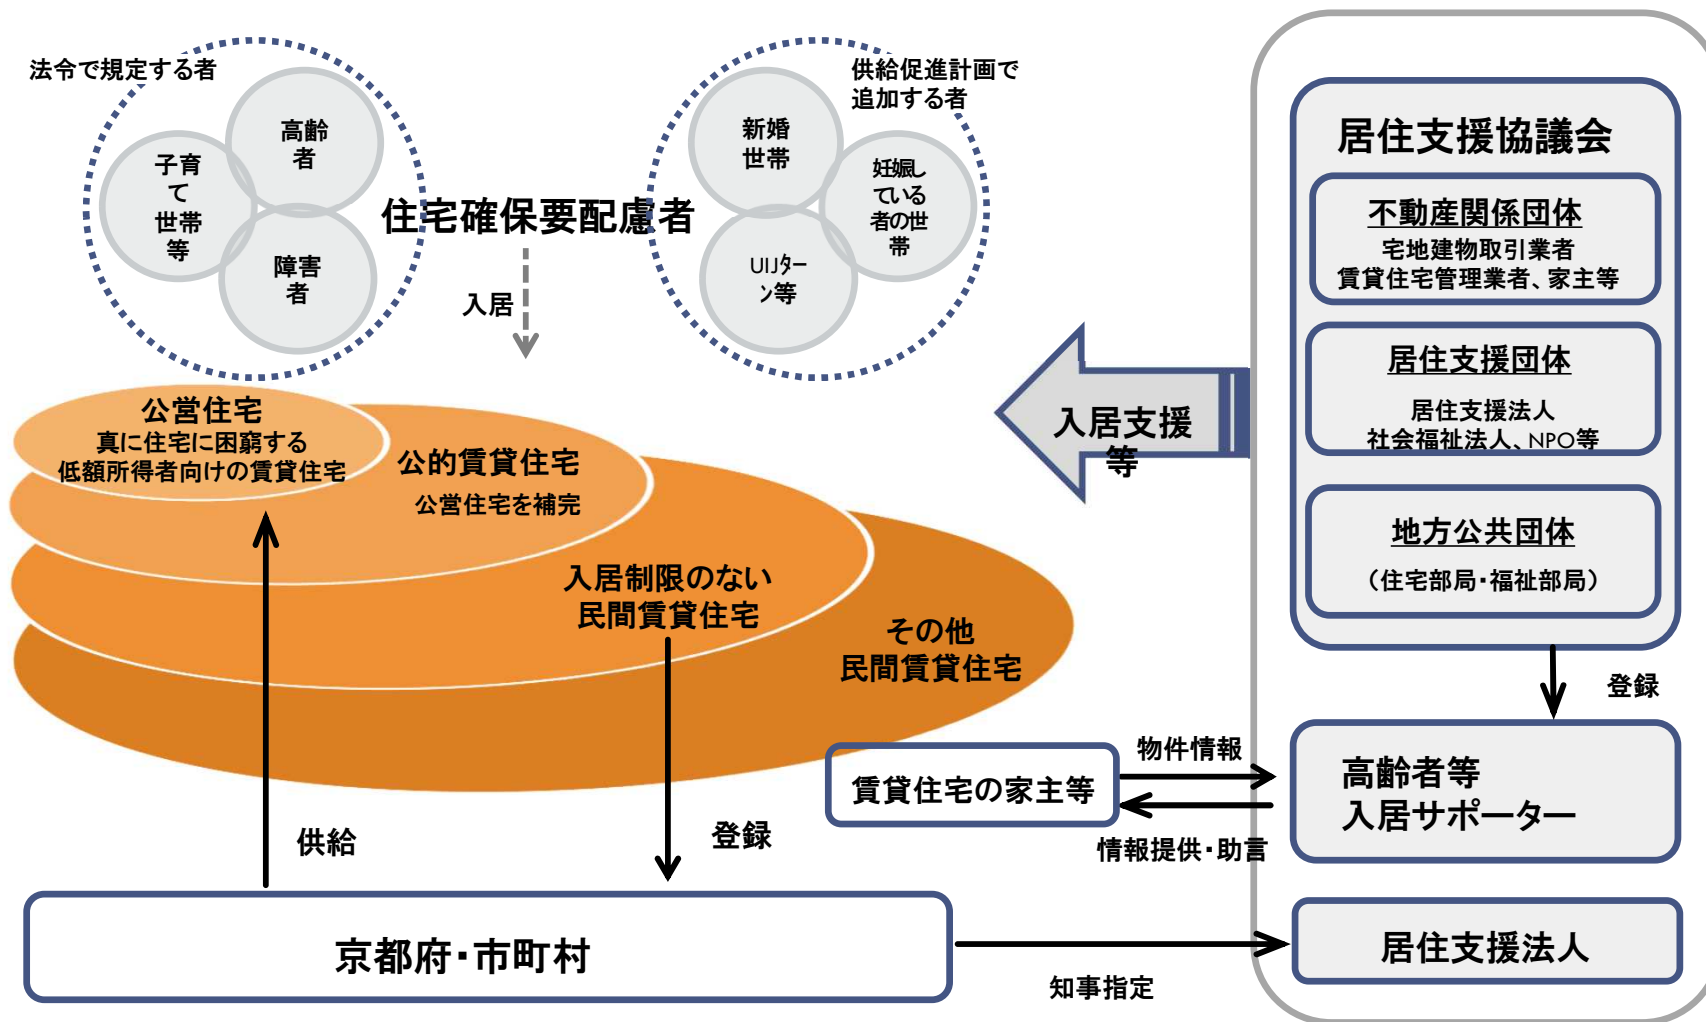 法令で規定する者
高齢
者
子育
て
世帯
等
障害
者
住宅確保要配慮者
入居
供給促進計画で
追加する者
新婚
世帯
妊娠し
ている
者の世
帯
UIJター
ン等
公営住宅
真に住宅に困窮する
低額所得者向けの賃貸住宅
公的賃貸住宅
公営住宅を補完
入居制限のない
民間賃貸住宅
その他
民間賃貸住宅
入居支援
等
居住支援協議会
不動産関係団体
宅地建物取引業者
賃貸住宅管理業者、家主等
居住支援団体
居住支援法人
社会福祉法人、NPO等
地方公共団体
（住宅部局・福祉部局）
登録
高齢者等
入居サポーター
物件情報
賃貸住宅の家主等
情報提供・助言
供給
登録
京都府・市町村
知事指定
居住支援法人